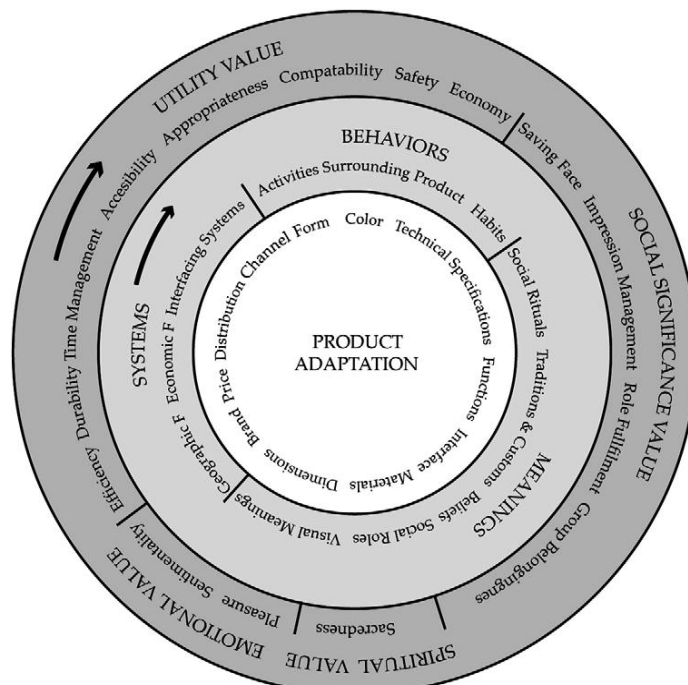 UTILITY VALUE
Efficiency Durability Time Management Accesibility Appropriateness Compatability Safety Economy
SOCIAL SIGNIFICANCE VALUE
Saving Face Impression Management Role Fulfillment Group Belongingnes
SPIRITUAL VALUE
Sacredness
EMOTIONAL VALUE
Pleasure Sentimentality
SYSTEMS
Geographic F Economic F Interfacing Systems
BEHAVIORS
Activities Surrounding Product Habits
MEANINGS
Social Rituals Traditions & Customs Beliefs Social Roles Visual Meanings
Brand Price Distribution Channel Form Color Technical Specifications Functions Interface Materials Dimensions
PRODUCT
ADAPTATION